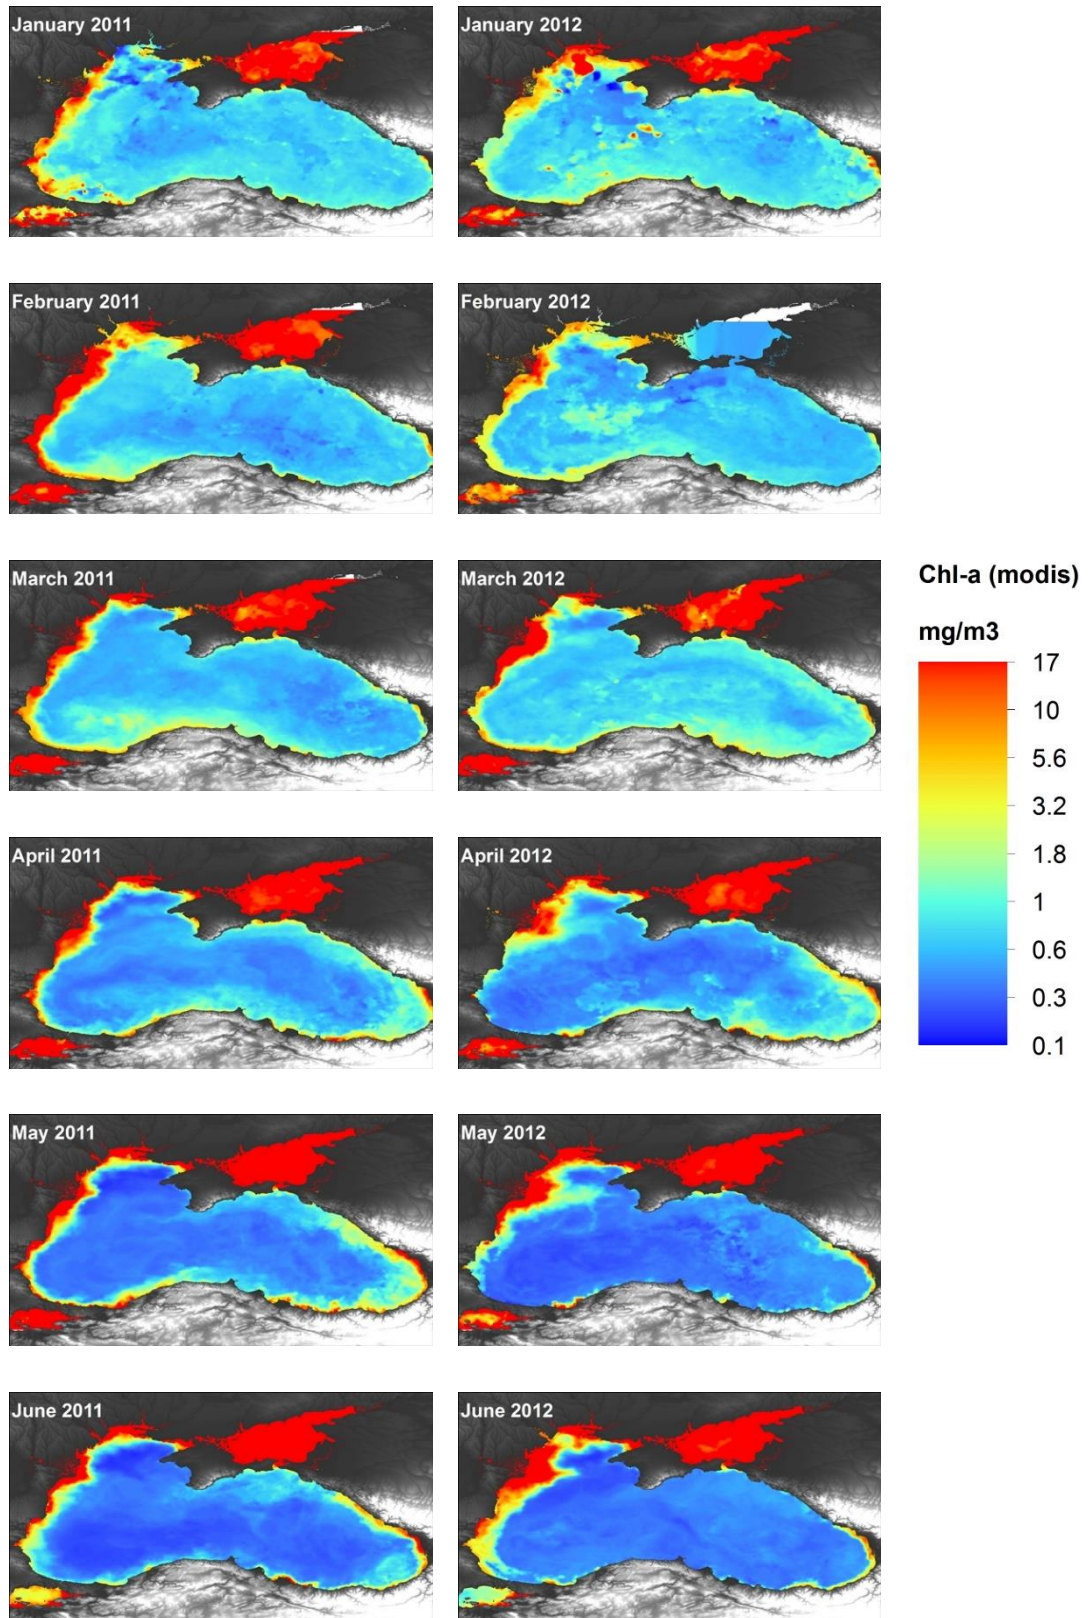 January 2011
January 2012
February 2011
February 2012
March 2011
March 2012
Chl-a (modis)
mg/m3
17
10
5.6
3.2
1.8
1
0.6
0.3
0.1
April 2011
April 2012
May 2011
May 2012
June 2011
June 2012